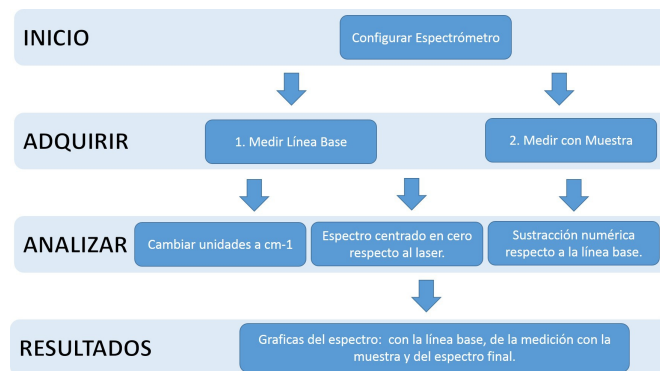 INICIO
Configurar Espectrómetro
ADQUIRIR
1. Medir Línea Base
2. Medir con Muestra
ANALIZAR
Cambiar unidades a cm-1
Espectro centrado en cero
respecto al laser.
Sustracción numérica
respecto a la línea base.
RESULTADOS
Graficas del espectro: con la línea base, de la medición con la
muestra y del espectro final.